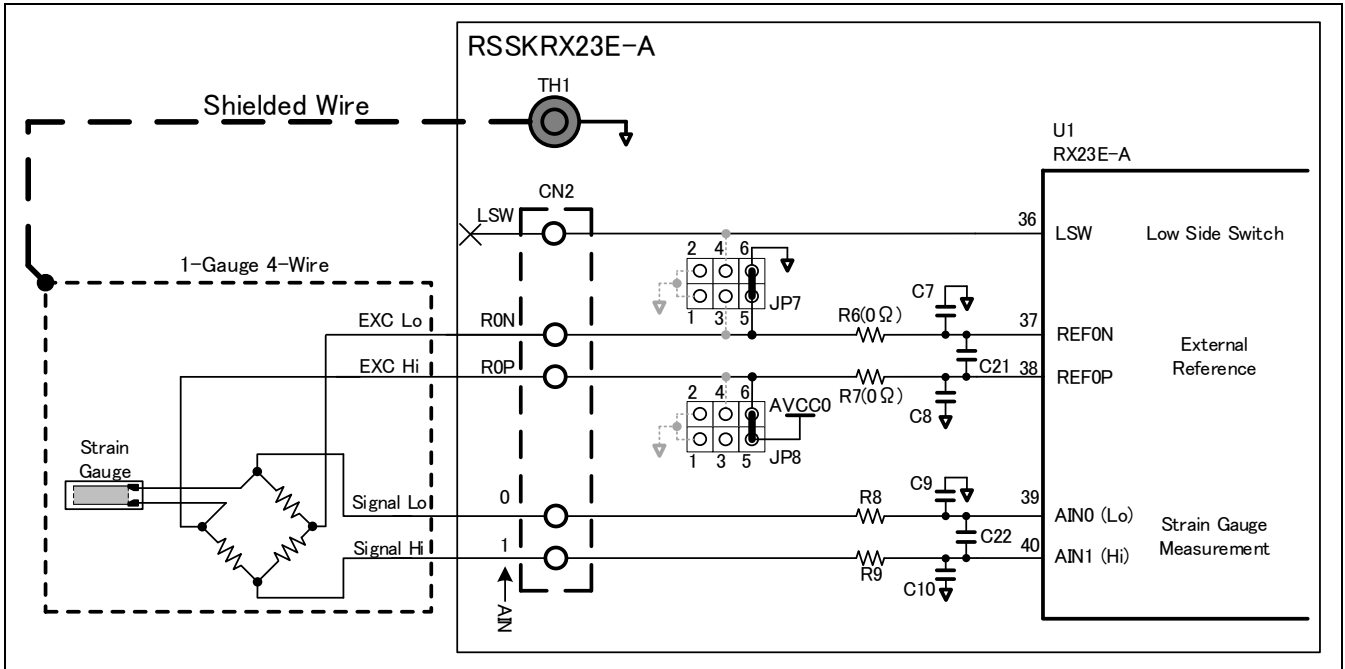 RSSKRX23E-A
TH1
Shielded Wire
U1
RX23E-A
CN2
LSW
36
LSW
Low Side Switch
2 4 6
1 3 5
JP7
1-Gauge 4-Wire
C7
EXC Lo
R0N
R6(0Ω)
37
REF0N
External
Reference
EXC Hi
R0P
C21
38
REF0P
R7(0Ω)
C8
2 4 6
AVCC0
1 3 5
JP8
Strain
Gauge
Signal Lo
0
R8
C9
39
AIN0 (Lo)
C22
Strain Gauge
Measurement
Signal Hi
1
R9
40
AIN1 (Hi)
C10
AIN